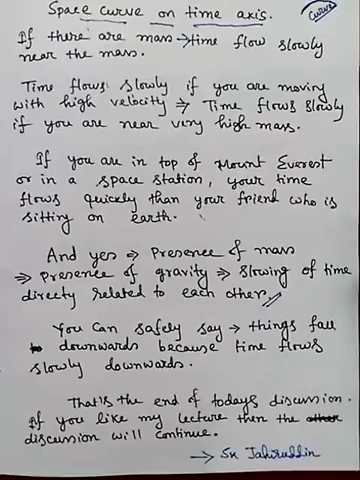 Space curve on time axis.
Curve
If there are mass → time flow slowly
near the mass.
Time flows slowly if you are moving
with high velocity ⇒ Time flows slowly
if you are near very high mass.
If you are in top of Mount Everest
or in a space station, your time
flows quickly than your friend who is
sitting on earth.
And yes ⇒ Presence of mass
⇒ Presence of gravity ⇒ Slowing of time
directly related to each other.
You can safely say → things fall
downwards because time flows
slowly downwards.
That's the end of todays discussion.
If you like my lecture then the
discussion will continue.
→ Sk Jahiruddin